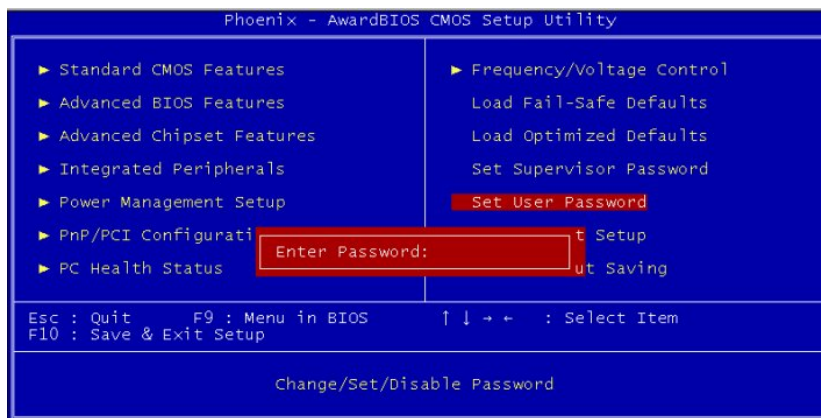 Phoenix - AwardBIOS CMOS Setup Utility
► Standard CMOS Features
► Advanced BIOS Features
► Advanced Chipset Features
► Integrated Peripherals
► Power Management Setup
► PnP/PCI Configurati
► PC Health Status
► Frequency/Voltage Control
Load Fail-Safe Defaults
Load Optimized Defaults
Set Supervisor Password
Set User Password
t Setup
ut Saving
Enter Password:
Esc : Quit F9 : Menu in BIOS ↑ ↓ → ← : Select Item
F10 : Save & Exit Setup
Change/Set/Disable Password